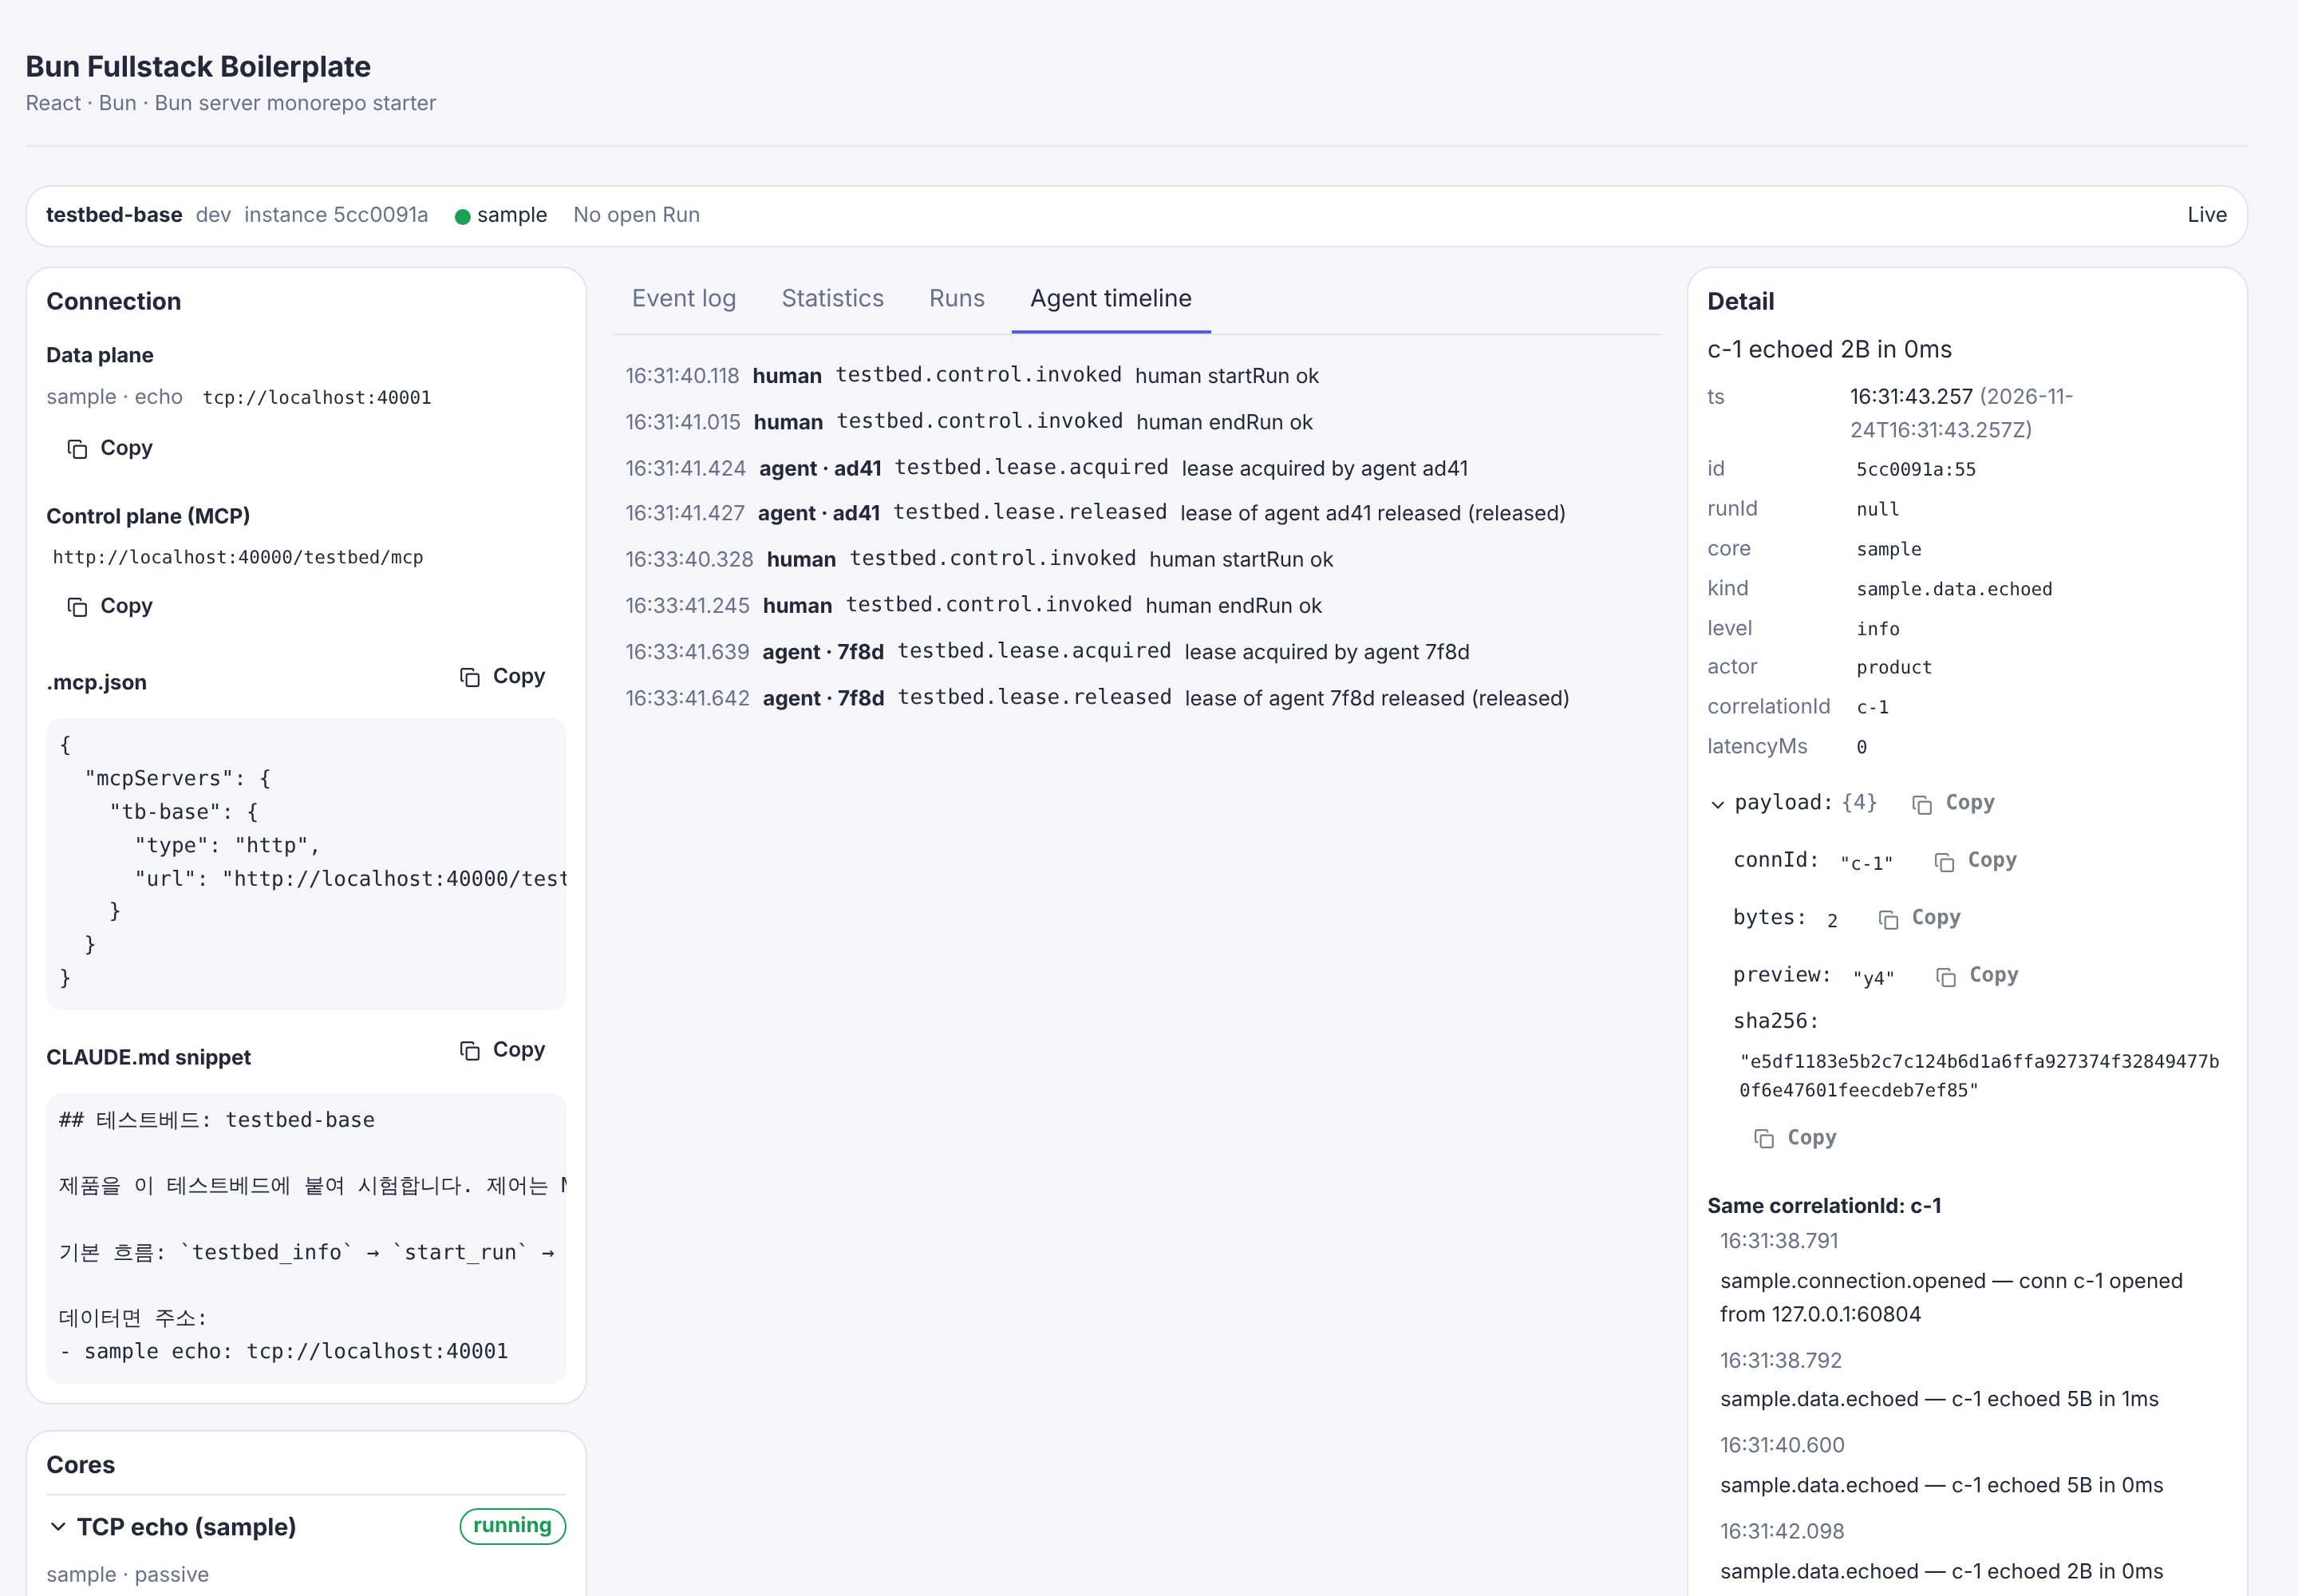 Bun Fullstack Boilerplate
React · Bun · Bun server monorepo starter
testbed-base dev instance 5cc0091a sample No open Run Live
Connection
Data plane
sample · echo tcp://localhost:40001
Copy
Control plane (MCP)
http://localhost:40000/testbed/mcp
Copy
.mcp.json Copy
{
"mcpServers": {
"tb-base": {
"type": "http",
"url": "http://localhost:40000/test
}
}
}
CLAUDE.md snippet Copy
## 테스트베드: testbed-base
제품을 이 테스트베드에 붙여 시험합니다. 제어는
기본 흐름: `testbed_info` → `start_run` →
데이터면 주소:
- sample echo: tcp://localhost:40001
Cores
TCP echo (sample) running
sample · passive
Event log Statistics Runs Agent timeline
16:31:40.118 human testbed.control.invoked human startRun ok
16:31:41.015 human testbed.control.invoked human endRun ok
16:31:41.424 agent · ad41 testbed.lease.acquired lease acquired by agent ad41
16:31:41.427 agent · ad41 testbed.lease.released lease of agent ad41 released (released)
16:33:40.328 human testbed.control.invoked human startRun ok
16:33:41.245 human testbed.control.invoked human endRun ok
16:33:41.639 agent · 7f8d testbed.lease.acquired lease acquired by agent 7f8d
16:33:41.642 agent · 7f8d testbed.lease.released lease of agent 7f8d released (released)
Detail
c-1 echoed 2B in 0ms
ts 16:31:43.257 (2026-11-
24T16:31:43.257Z)
id 5cc0091a:55
runId null
core sample
kind sample.data.echoed
level info
actor product
correlationId c-1
latencyMs 0
payload: {4} Copy
connId: "c-1" Copy
bytes: 2 Copy
preview: "y4" Copy
sha256:
"e5df1183e5b2c7c124b6d1a6ffa927374f32849477b
0f6e47601feecdeb7ef85"
Copy
Same correlationId: c-1
16:31:38.791
sample.connection.opened — conn c-1 opened
from 127.0.0.1:60804
16:31:38.792
sample.data.echoed — c-1 echoed 5B in 1ms
16:31:40.600
sample.data.echoed — c-1 echoed 5B in 0ms
16:31:42.098
sample.data.echoed — c-1 echoed 2B in 0ms